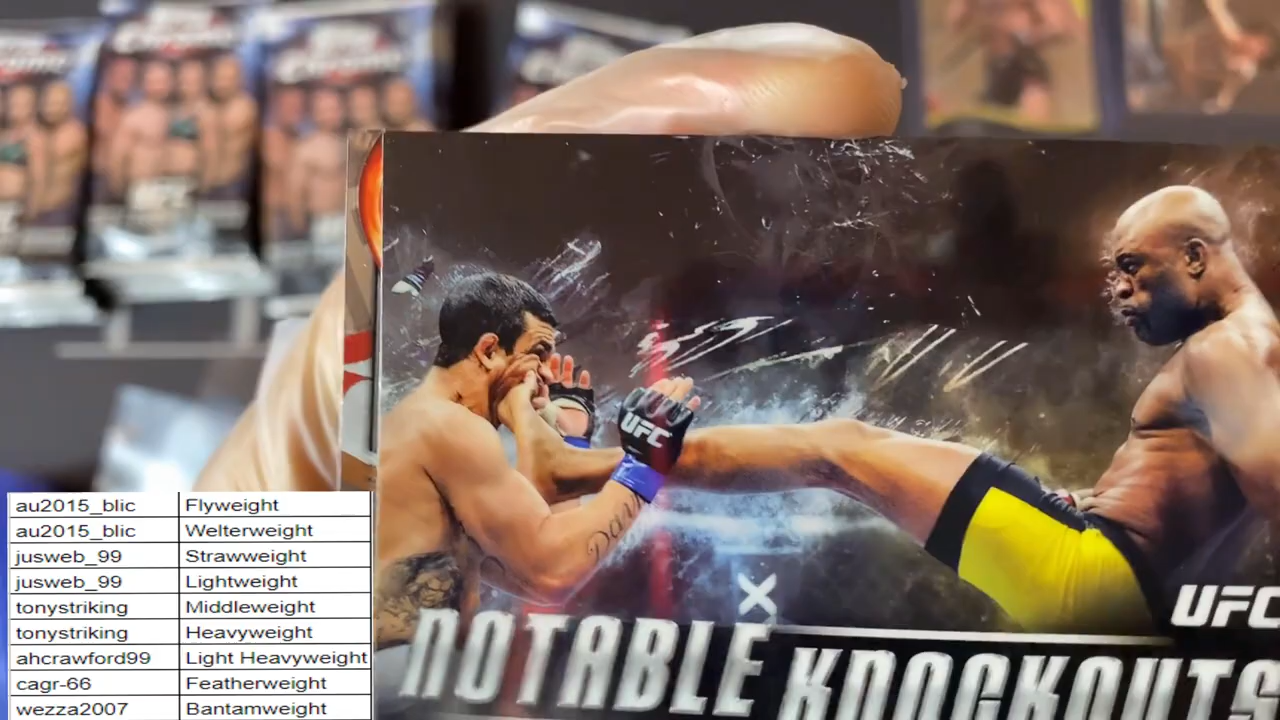 UFC
Dav
UFC
NOTABLE KNOCKOUTS
au2015_blic Flyweight
au2015_blic Welterweight
jusweb_99 Strawweight
jusweb_99 Lightweight
tonystriking Middleweight
tonystriking Heavyweight
ahcrawford99 Light Heavyweight
cagr-66 Featherweight
wezza2007 Bantamweight